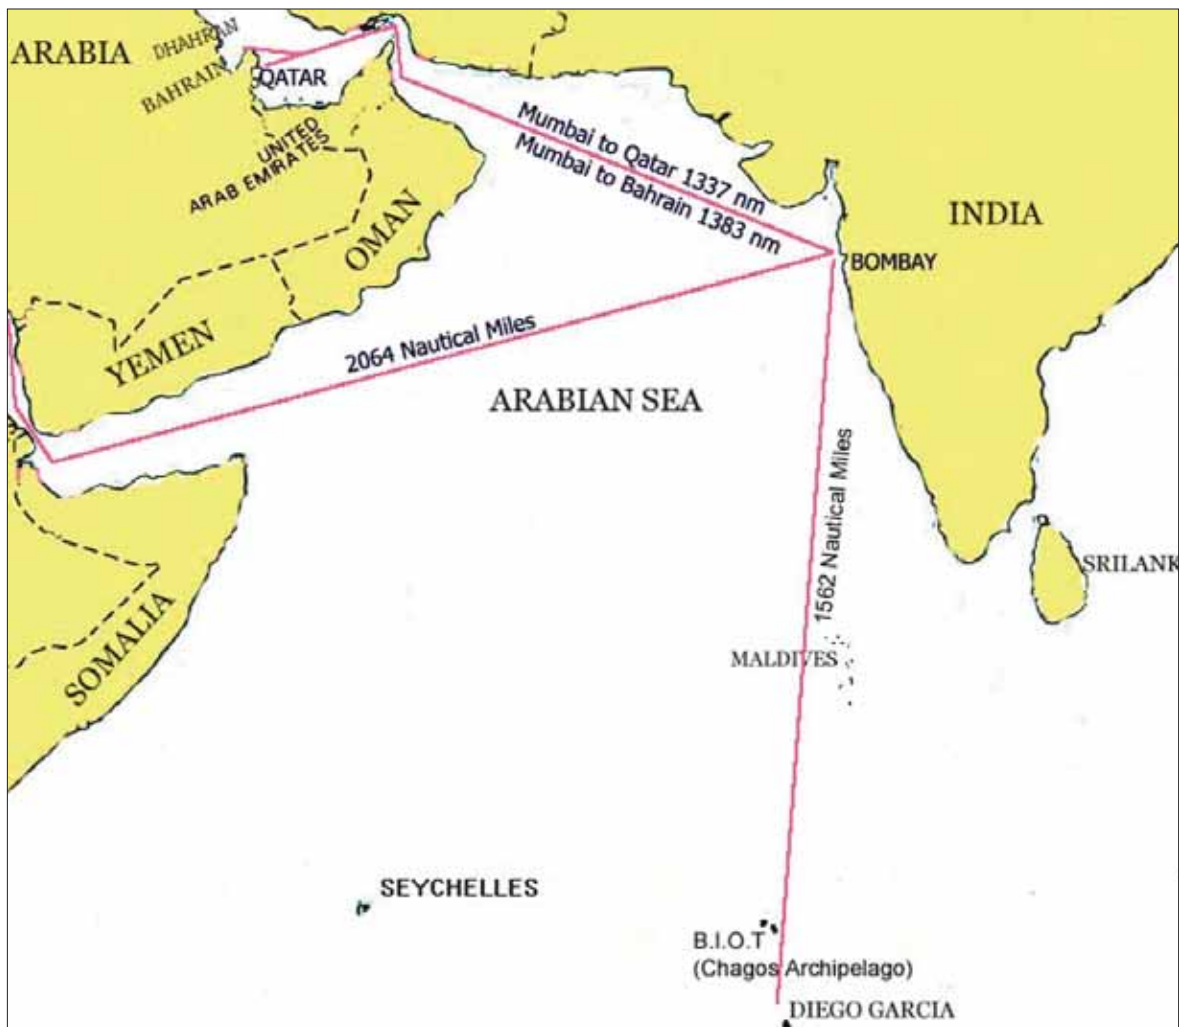 ARABIA
DHAHRAN
BAHRAIN
QATAR
UNITED
ARAB EMIRATES
OMAN
YEMEN
Mumbai to Qatar 1337 nm
Mumbai to Bahrain 1383 nm
INDIA
BOMBAY
2064 Nautical Miles
ARABIAN SEA
1562 Nautical Miles
SRILANK
SOMALIA
MALDIVES
SEYCHELLES
B.I.O.T
(Chagos Archipelago)
DIEGO GARCIA